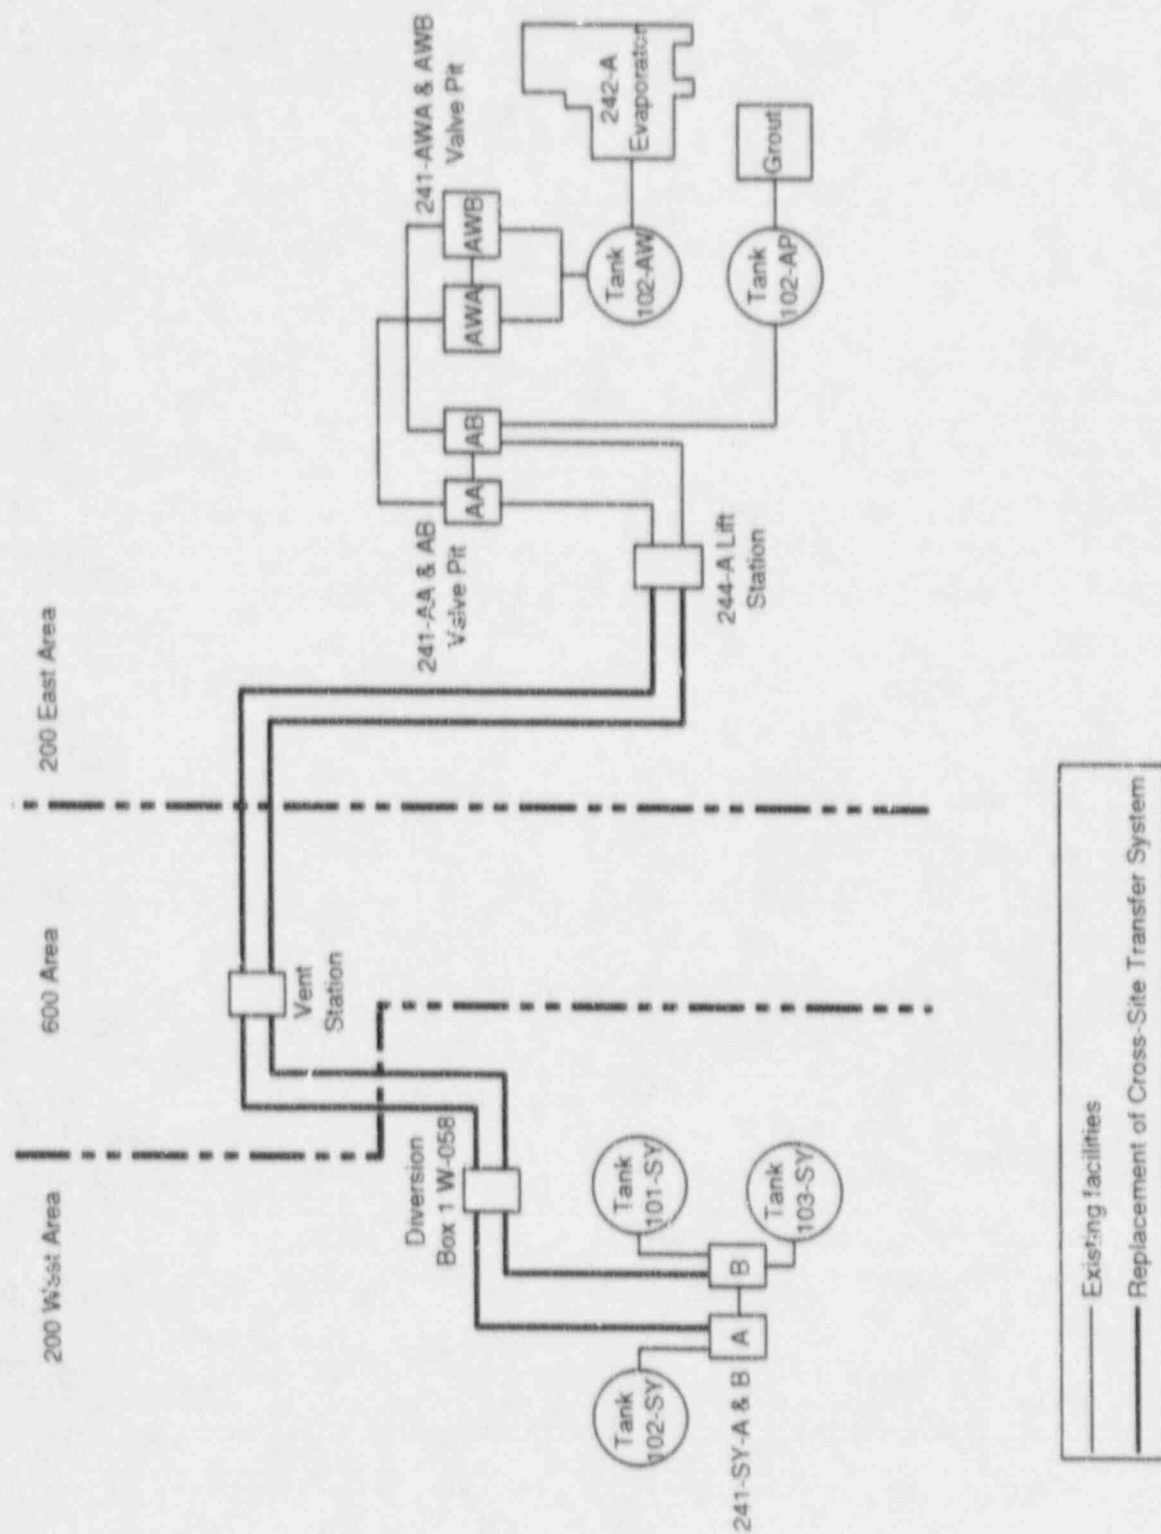 200 West Area
600 Area
200 East Area
Vent
Station
Diversion
Box 1 W-058
241-AA & AB
Valve Pit
241-AWA & AWB
Valve Pit
AA
AB
AWA
AWB
242-A
Evaporator
Tank
102-SY
Tank
101-SY
Tank
102-AW
244-A Lift
Station
241-SY-A & B
A
B
Tank
103-SY
Tank
102-AP
Grout
Existing facilities
Replacement of Cross-Site Transfer System